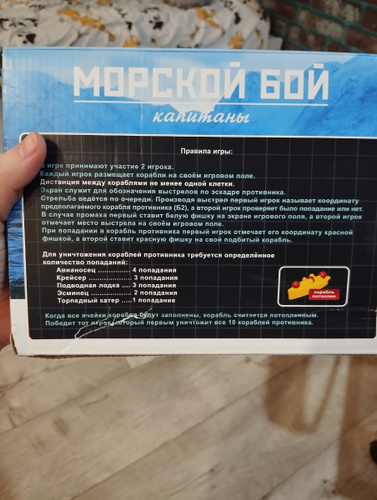 МОРСКОЙ БОЙ
капитаны
Правила игры:
В игре принимают участие 2 игрока.
Каждый игрок размещает корабли на своём игровом поле.
Дистанция между кораблями не менее одной клетки.
Экран служит для обозначения выстрелов по эскадре противника.
Стрельба ведётся по очереди. Производя выстрел первый игрок называет координату
предполагаемого корабля противника (Б2), а второй игрок проверяет было попадание или нет.
В случае промаха первый ставит белую фишку на экране игрового поля, а второй игрок
отмечает место выстрела на своём игровом поле.
При попадании в корабль противника первый игрок отмечает его координату красной
фишкой, а второй ставит красную фишку на свой подбитый корабль.
Для уничтожения кораблей противника требуется определённое
количество попаданий:
Авианосец .............. 4 попадания
Крейсер ................. 3 попадания
Подводная лодка .... 3 попадания
Эсминец ................. 2 попадания
Торпедный катер .... 1 попадание
корабль
потоплен
Когда все ячейки корабля будут заполнены, корабль считается потопленным.
Победит тот игрок который первым уничтожит все 10 кораблей противника.